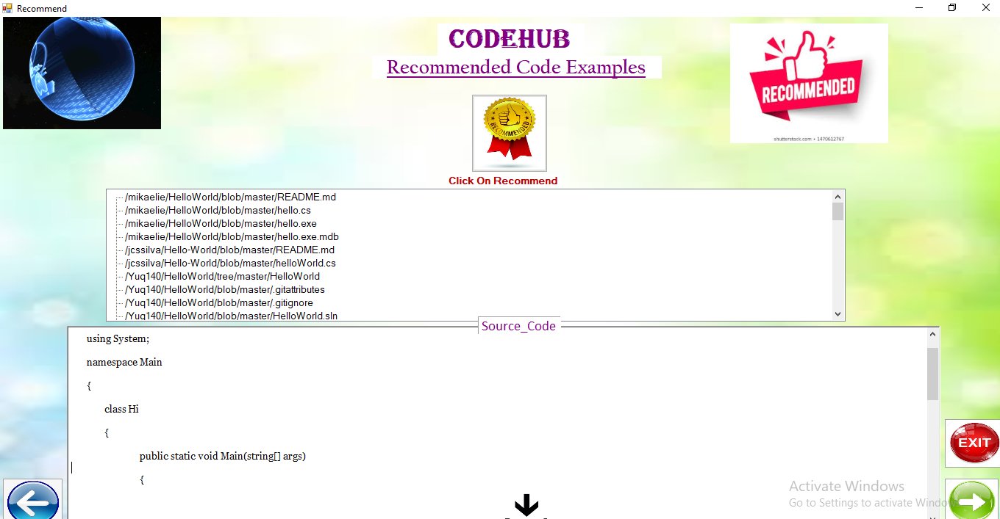 Recommend
CODEHUB
Recommended Code Examples
RECOMMENDED
shutterstock.com • 1470612767
RECOMMENDED
Click On Recommend
/mikaelie/HelloWorld/blob/master/README.md
/mikaelie/HelloWorld/blob/master/hello.cs
/mikaelie/HelloWorld/blob/master/hello.exe
/mikaelie/HelloWorld/blob/master/hello.exe.mdb
/jcssilva/Hello-World/blob/master/README.md
/jcssilva/Hello-World/blob/master/helloWorld.cs
/Yuq140/HelloWorld/tree/master/HelloWorld
/Yuq140/HelloWorld/blob/master/.gitattributes
/Yuq140/HelloWorld/blob/master/.gitignore
/Yuq140/HelloWorld/blob/master/HelloWorld.sln
Source_Code
using System;
namespace Main
{
class Hi
{
public static void Main(string[] args)
{
EXIT
Activate Windows
Go to Settings to activate Windows